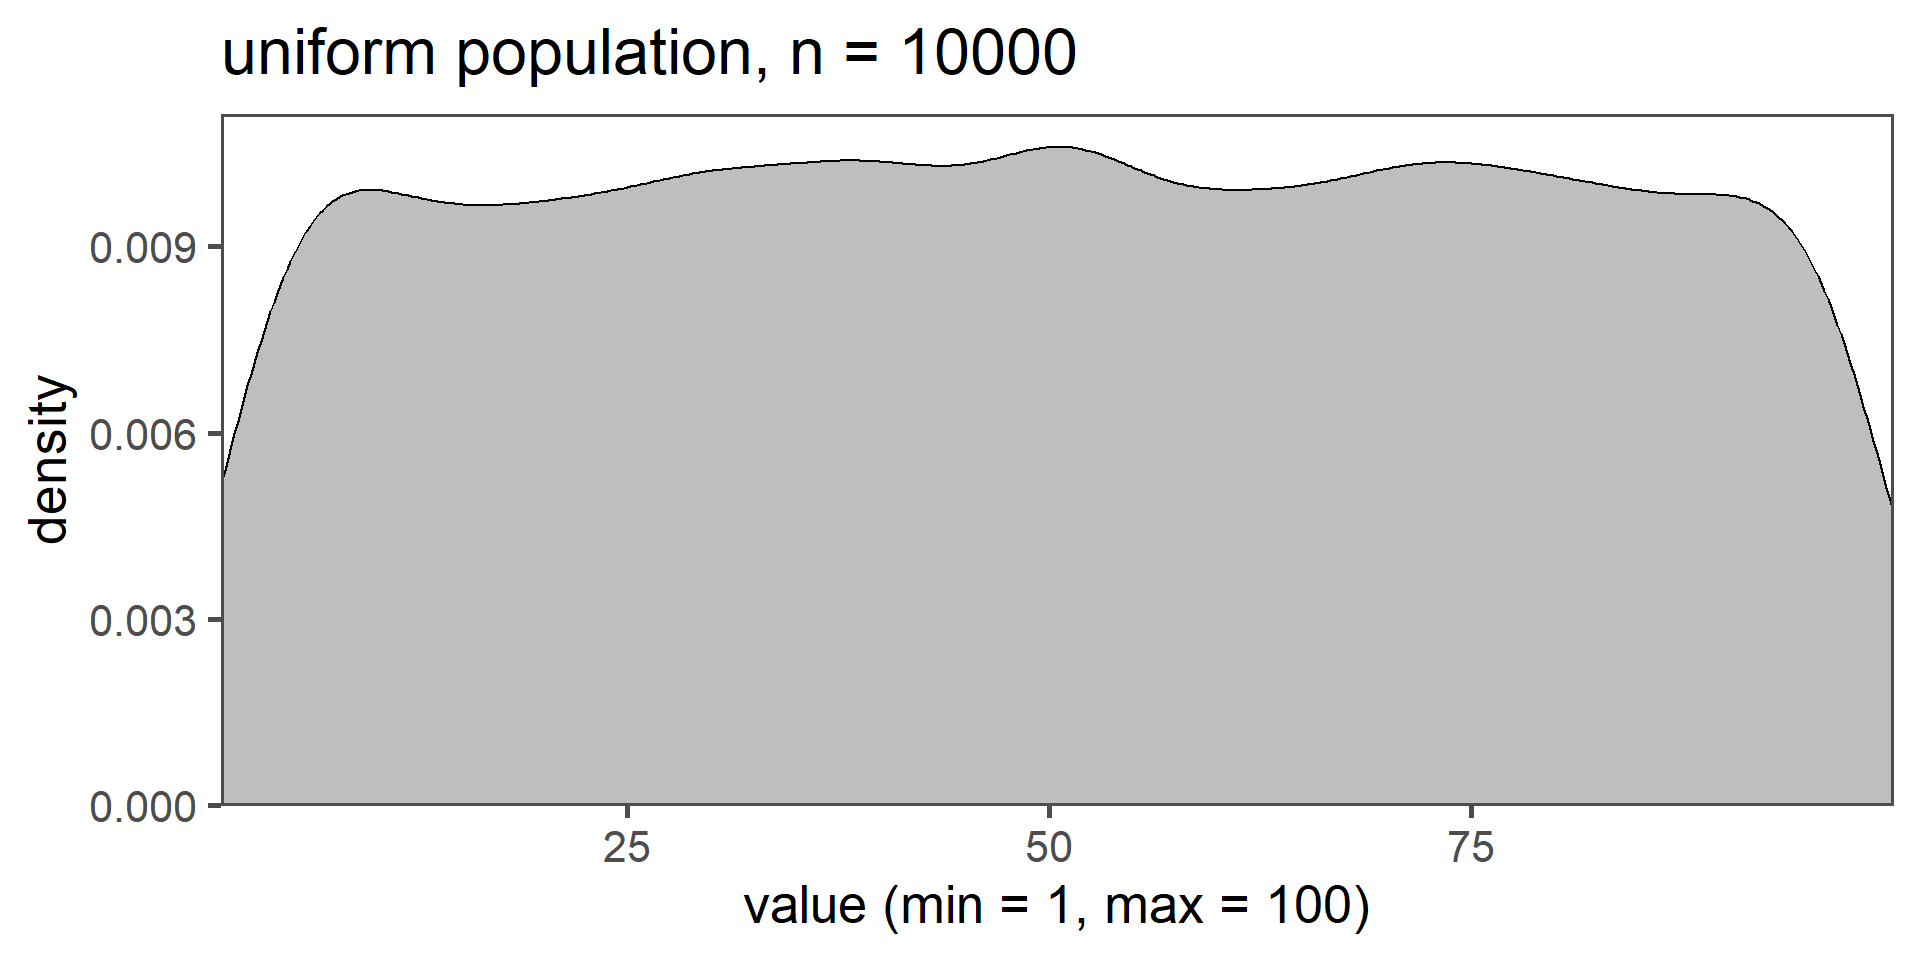 uniform population, n = 10000
density
0.009
0.006
0.003
0.000
25
50
75
value (min = 1, max = 100)